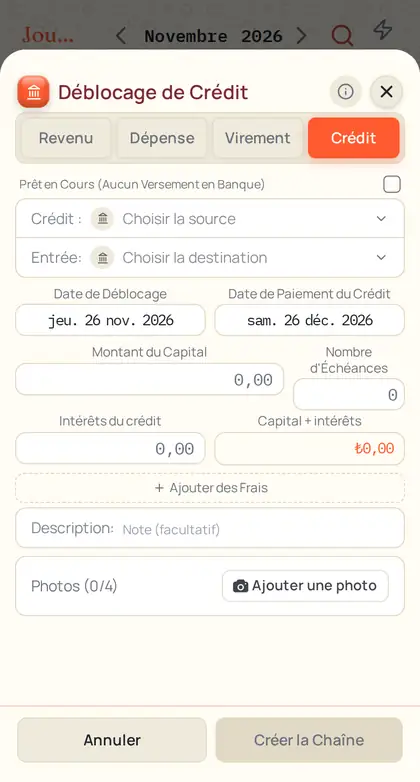 Jou...
Novembre 2026
Déblocage de Crédit
Revenu Dépense Virement Crédit
Prêt en Cours (Aucun Versement en Banque)
Crédit : Choisir la source
Entrée: Choisir la destination
Date de Déblocage Date de Paiement du Crédit
jeu. 26 nov. 2026 sam. 26 déc. 2026
Montant du Capital Nombre
d'Échéances
0,00 0
Intérêts du crédit Capital + intérêts
0,00 ₺0,00
+ Ajouter des Frais
Description: Note (facultatif)
Photos (0/4) Ajouter une photo
Annuler Créer la Chaîne